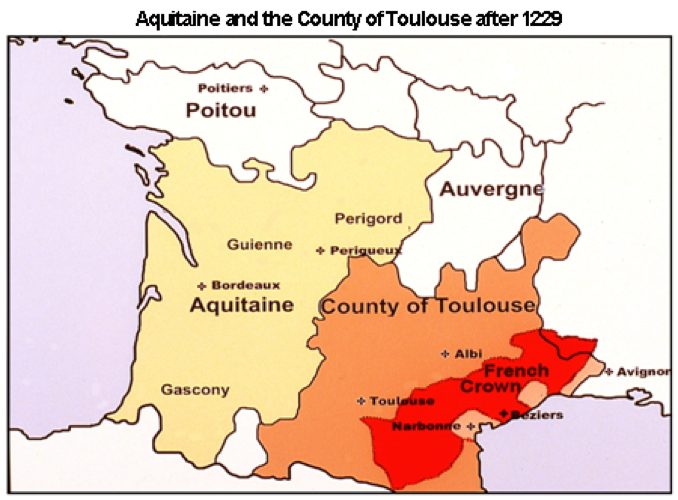 Aquitaine and the County of Toulouse after 1229
Poitiers
Poitou
Auvergne
Perigord
Guienne
Perigueux
Bordeaux
Aquitaine
County of Toulouse
Albi
French
Crown
Avignon
Gascony
Toulouse
Beziers
Narbonne